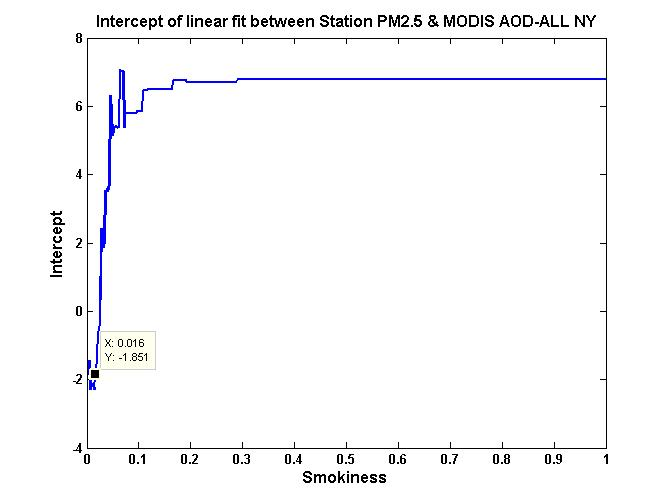 Intercept of linear fit between Station PM2.5 & MODIS AOD-ALL NY
8
6
4
2
0
-2
-4
Intercept
X: 0.016
Y: -1.851
0 0.1 0.2 0.3 0.4 0.5 0.6 0.7 0.8 0.9 1
Smokiness